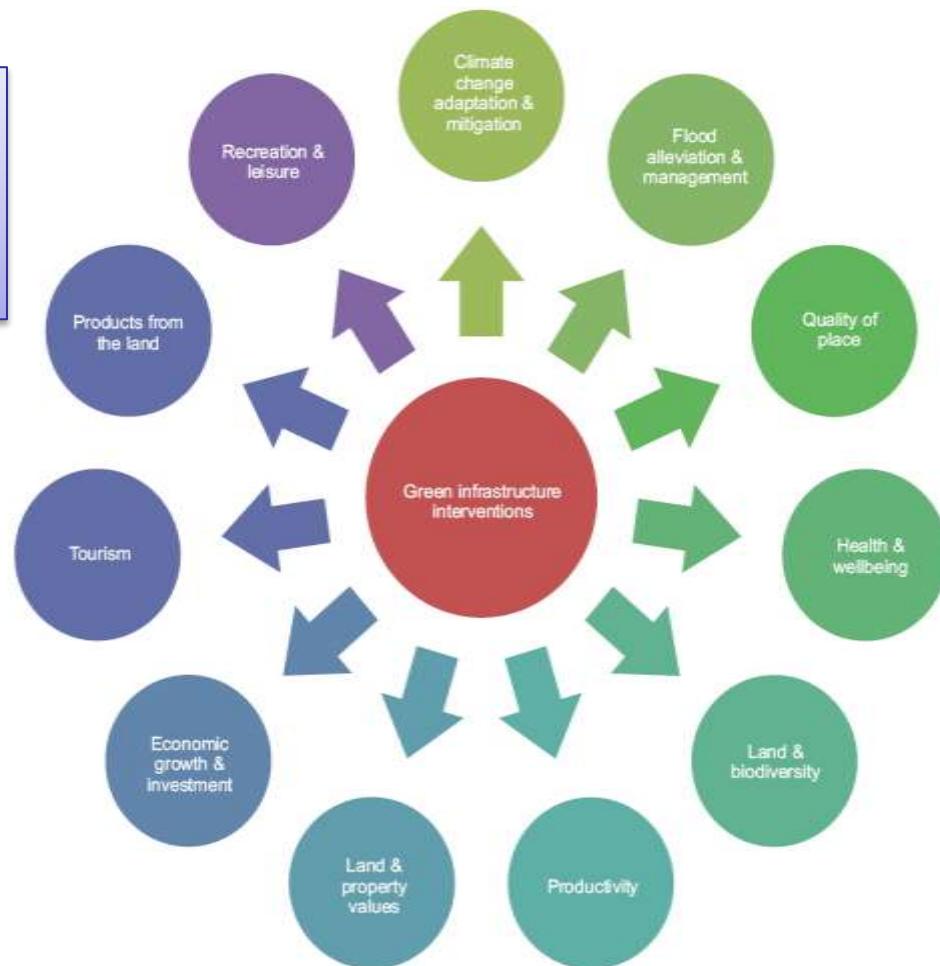 Climate
change
adaptation &
mitigation
Flood
alleviation &
management
Quality of
place
Health &
wellbeing
Land &
biodiversity
Productivity
Land &
property
values
Economic
growth &
investment
Tourism
Products from
the land
Recreation &
leisure
Green infrastructure
interventions